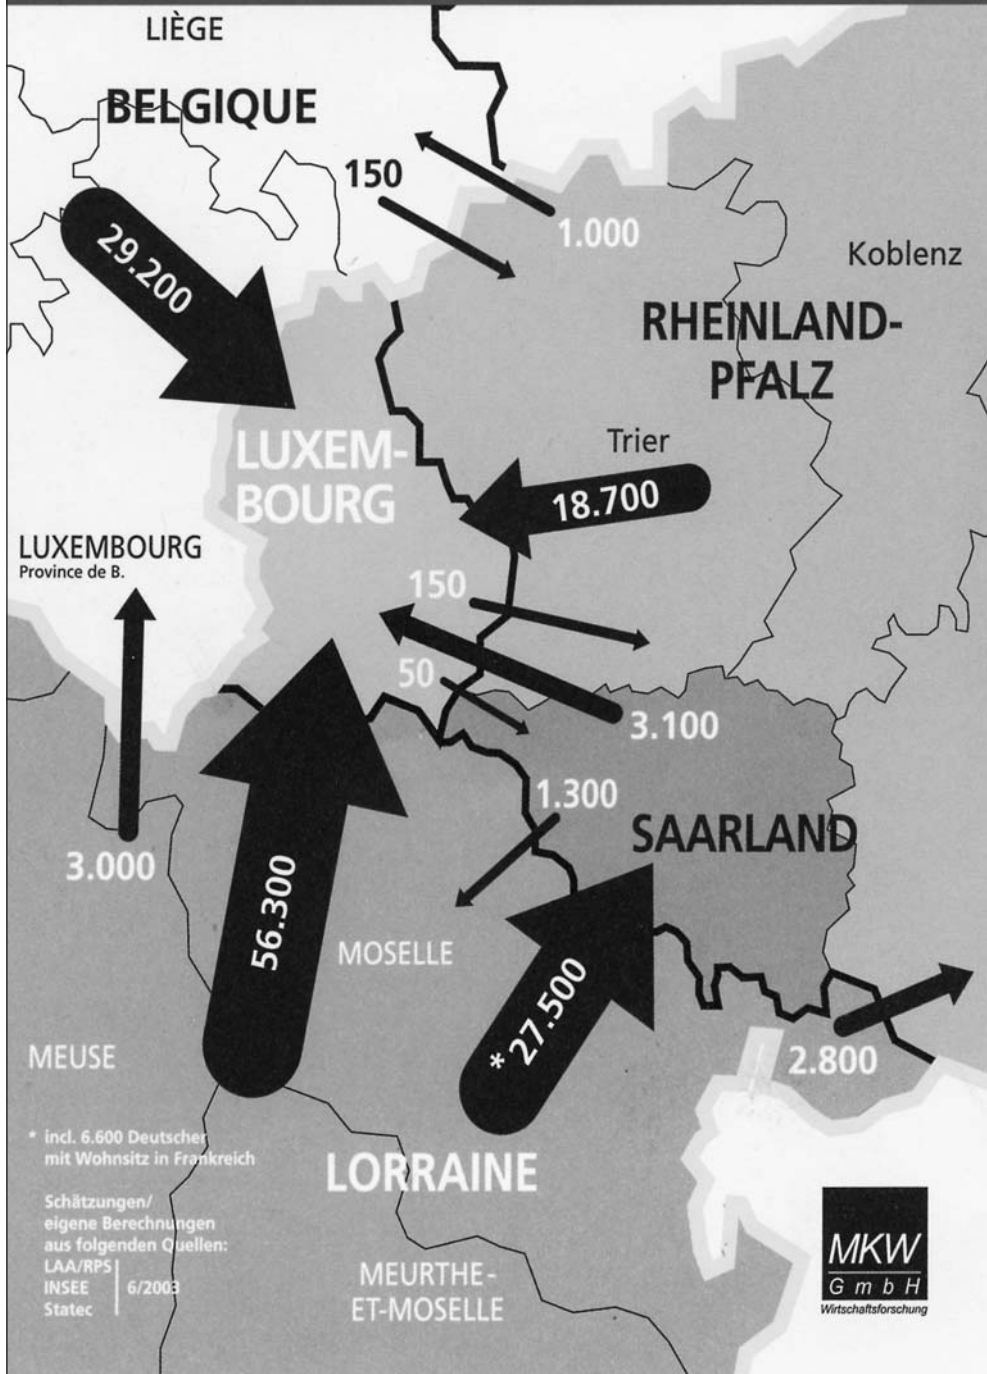 LIÈGE
BELGIQUE
150
1.000
29.200
Koblenz
RHEINLAND-
PFALZ
Trier
LUXEM-
BOURG
18.700
LUXEMBOURG
Province de B.
150
50
3.100
1.300
SAARLAND
3.000
56.300
MOSELLE
* 27.500
MEUSE
2.800
* incl. 6.600 Deutscher
mit Wohnsitz in Frankreich
LORRAINE
Schätzungen/
eigene Berechnungen
aus folgenden Quellen:
LAA/RPS
INSEE 6/2003
Statec
MEURTHE-
ET-MOSELLE
MKW
GmbH
Wirtschaftsforschung